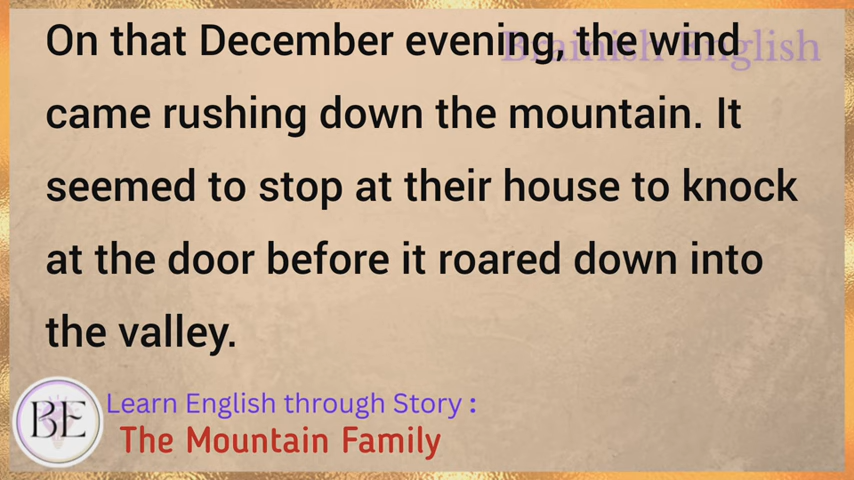 Brainish English
On that December evening, the wind
came rushing down the mountain. It
seemed to stop at their house to knock
at the door before it roared down into
the valley.
BE
Learn English through Story :
The Mountain Family